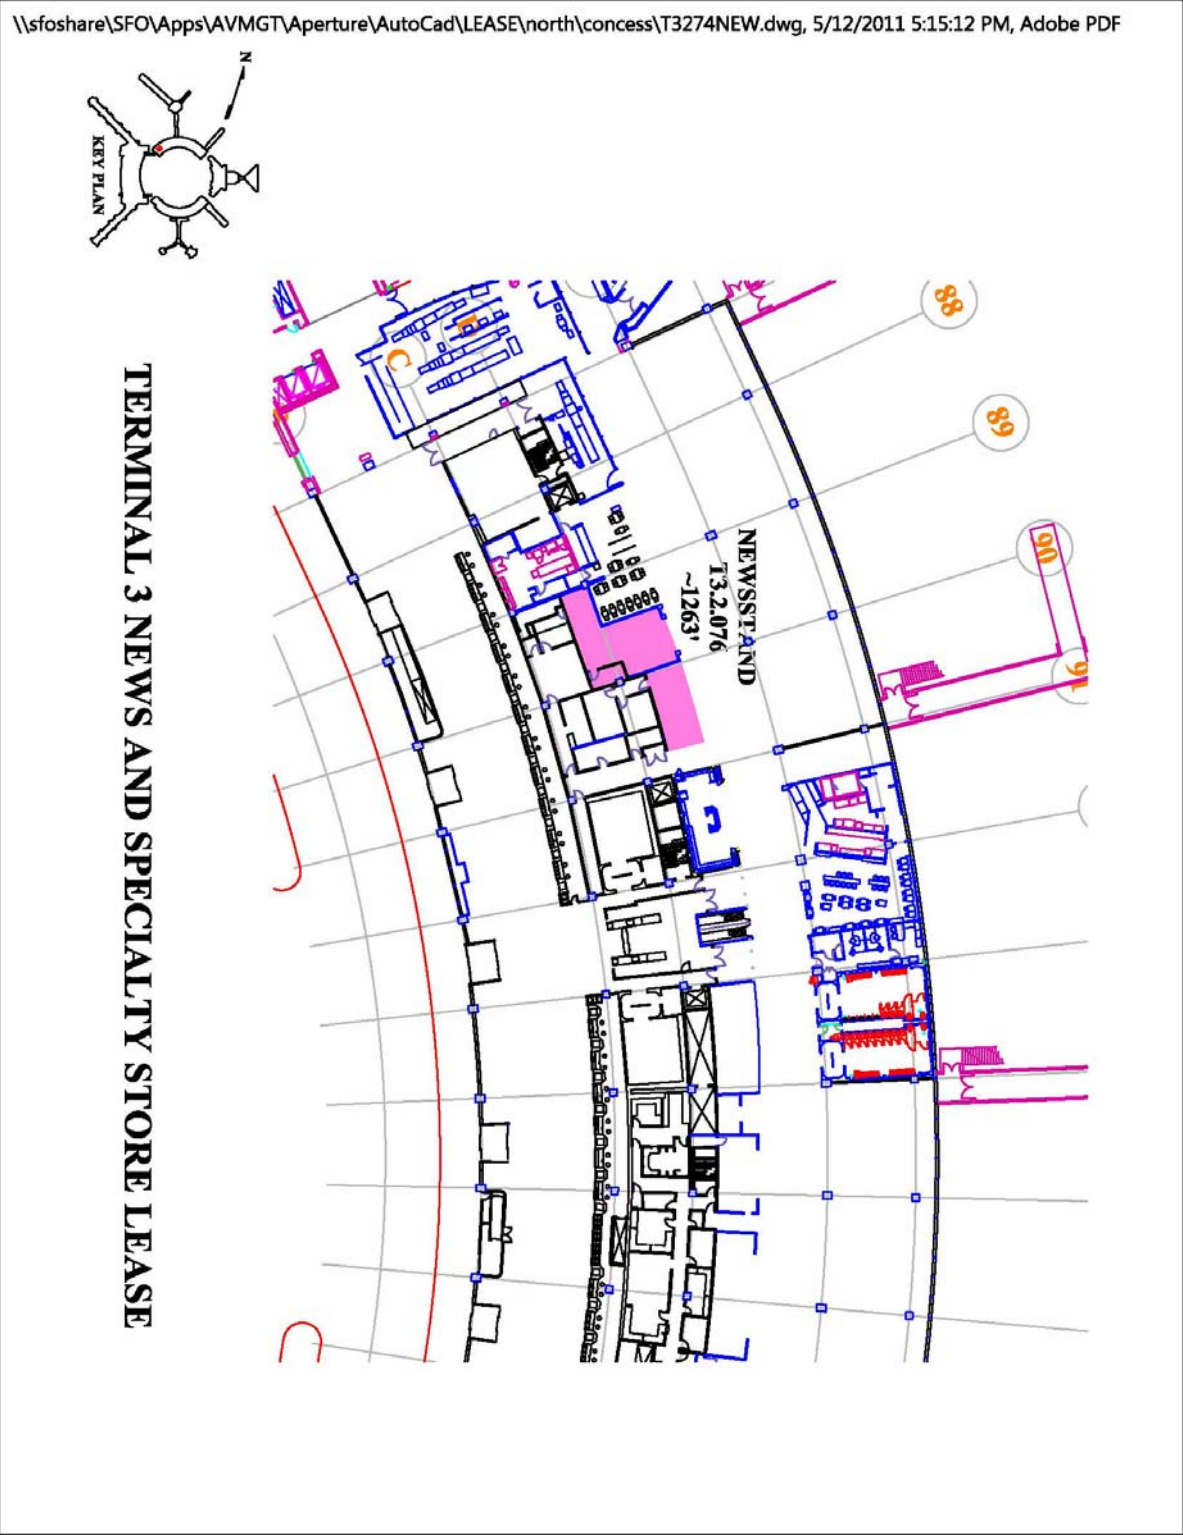 \\sfoshare\SFO\Apps\AVMGT\Aperture\AutoCad\LEASE\north\concess\T3274NEW.dwg, 5/12/2011 5:15:12 PM, Adobe PDF
N
KEY PLAN
88
89
90
91
C
NEWSSTAND
T3.2.076
~1263'
TERMINAL 3 NEWS AND SPECIALTY STORE LEASE